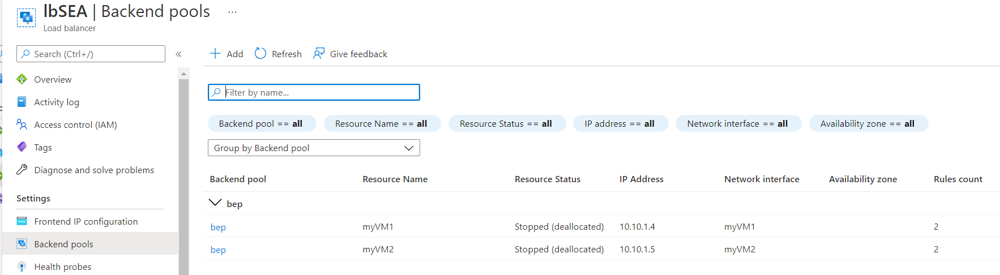 lbSEA | Backend pools ...
Load balancer
Search (Ctrl+/)
«
Add
Refresh
Give feedback
Overview
Activity log
Access control (IAM)
Tags
Diagnose and solve problems
Settings
Frontend IP configuration
Backend pools
Health probes
Filter by name...
Backend pool == all
Resource Name == all
Resource Status == all
IP address == all
Network interface == all
Availability zone == all
Group by Backend pool
Backend pool Resource Name Resource Status IP Address Network interface Availability zone Rules count
bep
bep myVM1 Stopped (deallocated) 10.10.1.4 myVM1 2
bep myVM2 Stopped (deallocated) 10.10.1.5 myVM2 2